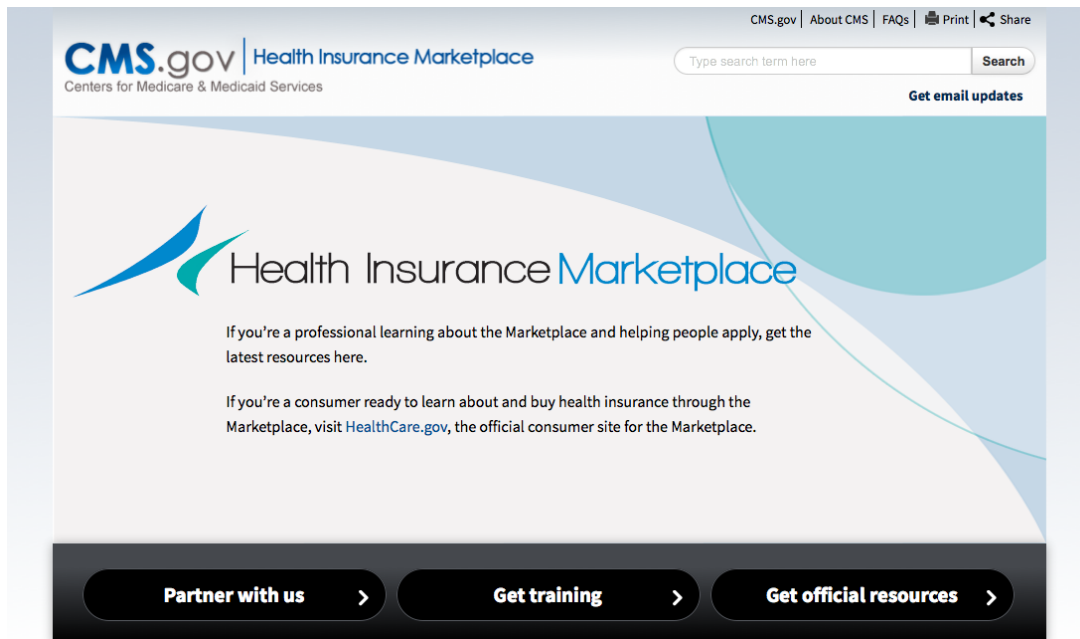 CMS.gov About CMS FAQs Print Share
CMS.gov Health Insurance Marketplace
Centers for Medicare & Medicaid Services
Type search term here Search
Get email updates
Health Insurance Marketplace
If you're a professional learning about the Marketplace and helping people apply, get the
latest resources here.
If you're a consumer ready to learn about and buy health insurance through the
Marketplace, visit HealthCare.gov, the official consumer site for the Marketplace.
Partner with us Get training Get official resources